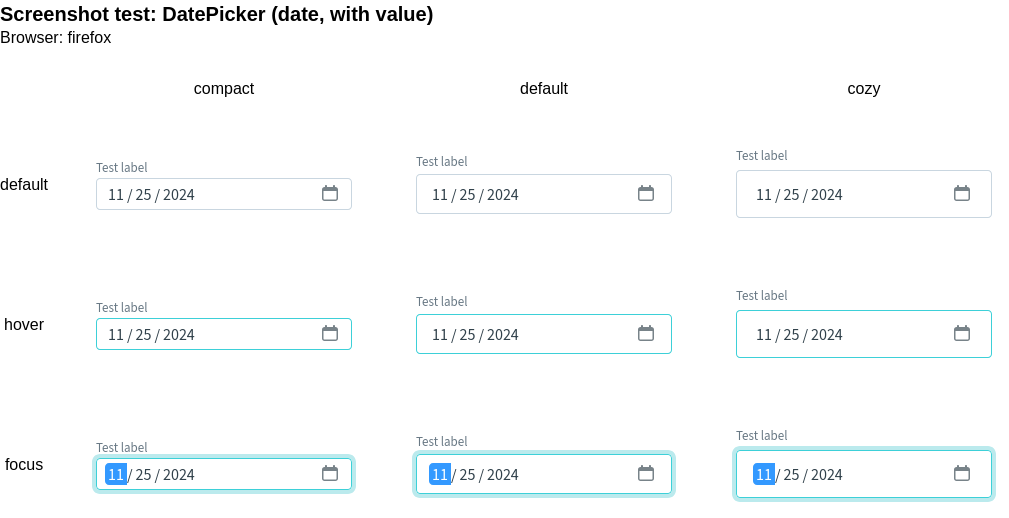 Screenshot test: DatePicker (date, with value)
Browser: firefox
compact default cozy
Test label Test label Test label
default 11 / 25 / 2024 11 / 25 / 2024 11 / 25 / 2024
Test label Test label Test label
hover 11 / 25 / 2024 11 / 25 / 2024 11 / 25 / 2024
Test label Test label Test label
focus 11 / 25 / 2024 11 / 25 / 2024 11 / 25 / 2024